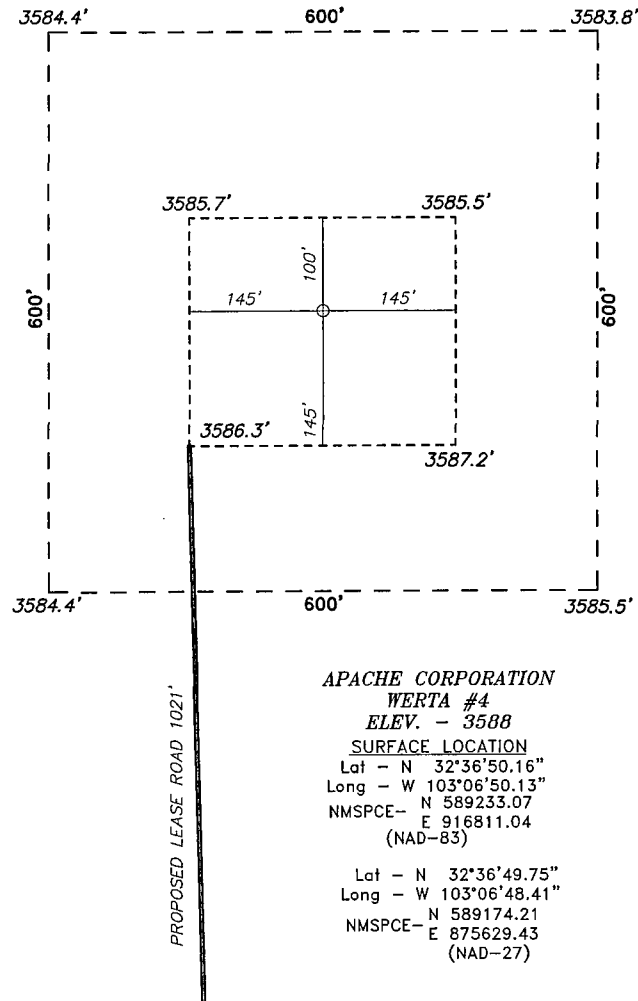 3584.4' 600' 3583.8'
3585.7' 3585.5'
100'
145' 145'
600' 600'
145'
3586.3'
3587.2'
3584.4' 600' 3585.5'
PROPOSED LEASE ROAD 1021'
APACHE CORPORATION
WERTA #4
ELEV. - 3588
SURFACE LOCATION
Lat - N 32°36'50.16"
Long - W 103°06'50.13"
NMSPCE- N 589233.07
E 916811.04
(NAD-83)
Lat - N 32°36'49.75"
Long - W 103°06'48.41"
NMSPCE- N 589174.21
E 875629.43
(NAD-27)